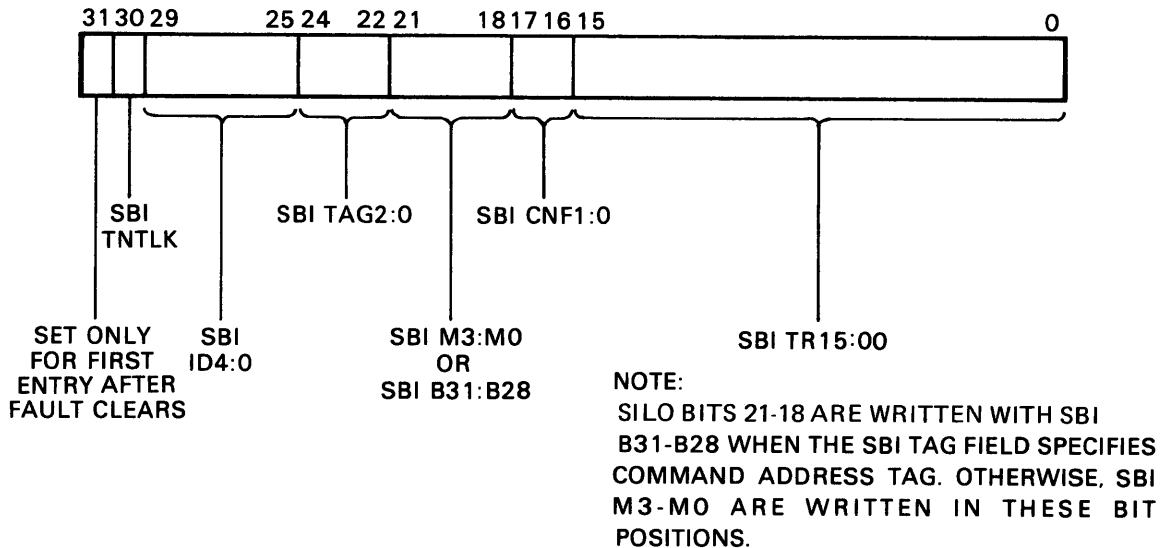 31 30 29 25 24 22 21 18 17 16 15 0
SBI
TNTLK
SBI TAG2:0
SBI CNF1:0
SET ONLY
FOR FIRST
ENTRY AFTER
FAULT CLEARS
SBI
ID4:0
SBI M3:M0
OR
SBI B31:B28
SBI TR15:00
NOTE:
SILO BITS 21-18 ARE WRITTEN WITH SBI
B31-B28 WHEN THE SBI TAG FIELD SPECIFIES
COMMAND ADDRESS TAG. OTHERWISE, SBI
M3-M0 ARE WRITTEN IN THESE BIT
POSITIONS.